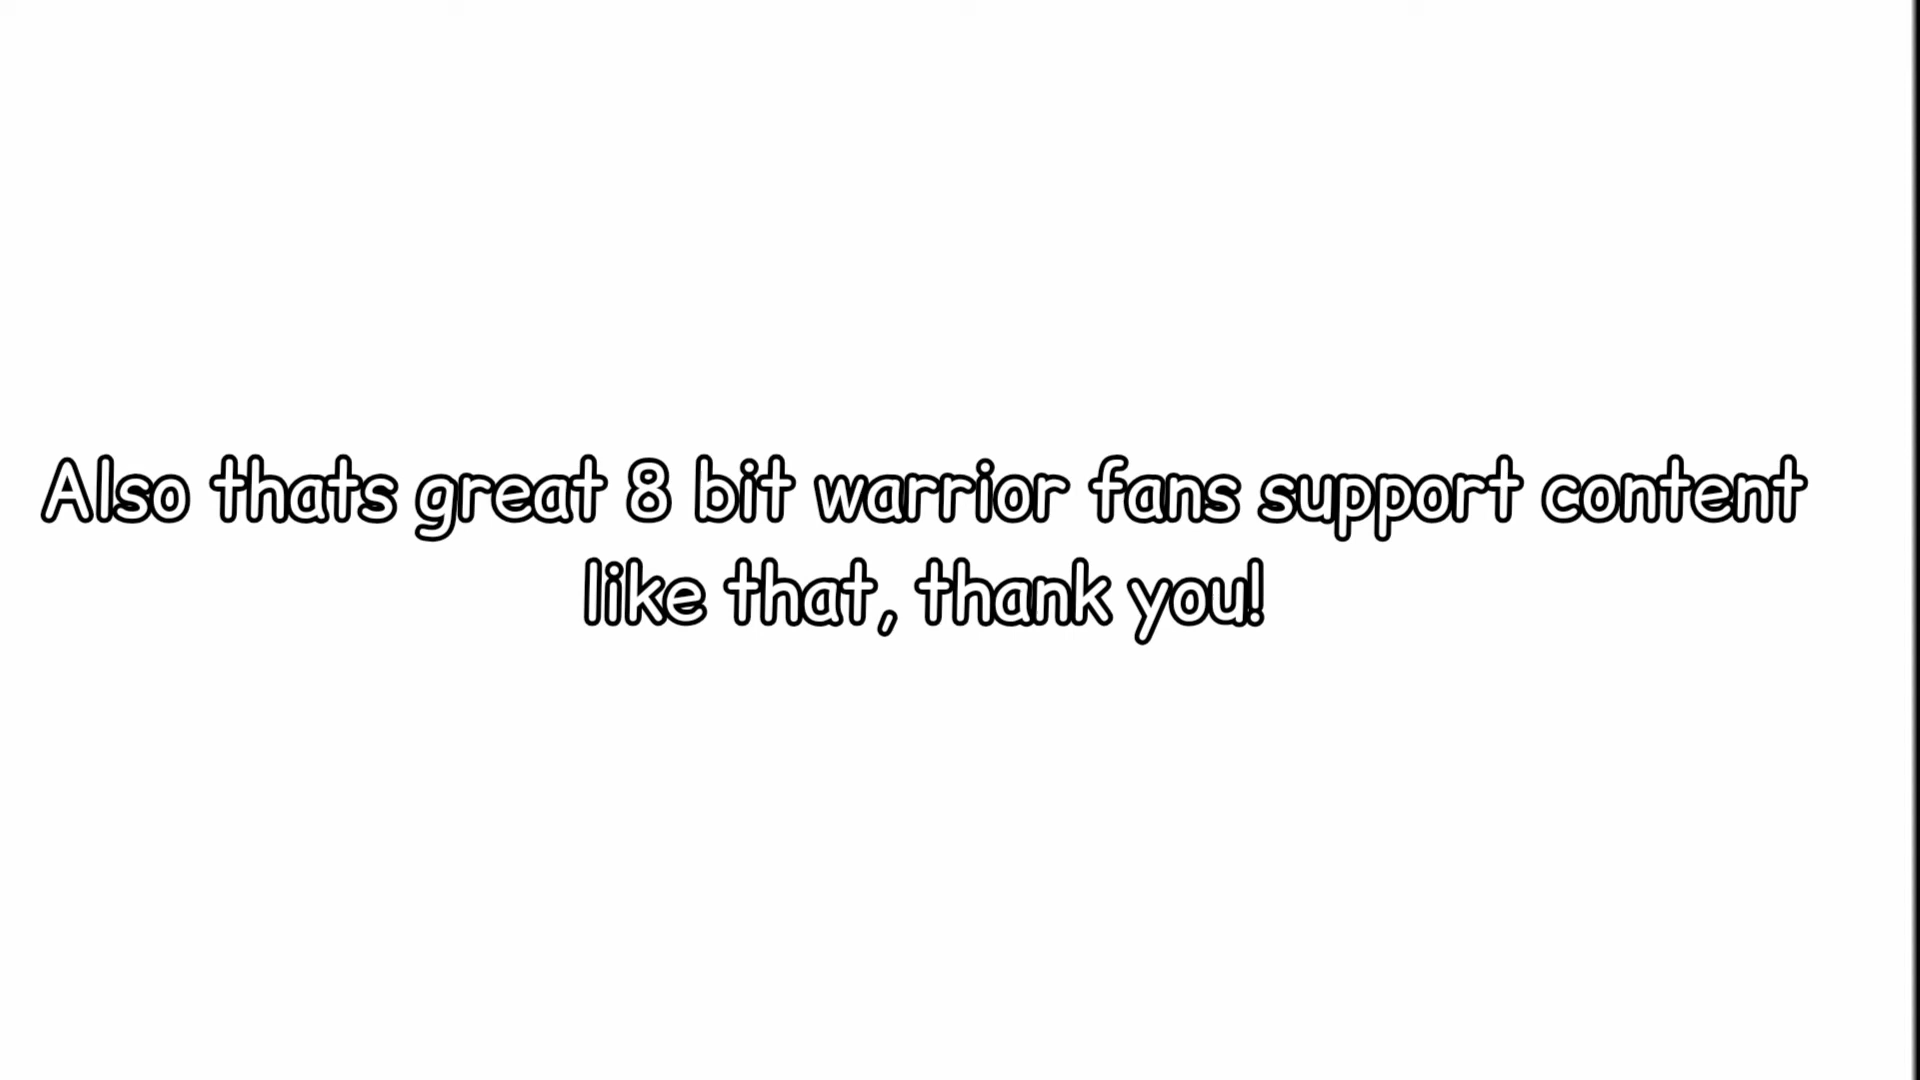 Also thats great 8 bit warrior fans support content
like that, thank you!